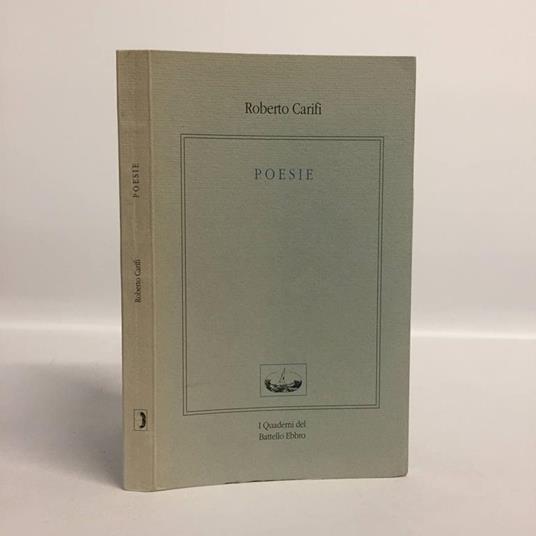 Roberto Carifi
POESIE
I Quaderni del
Battello Ebbro
Roberto Carifi
POESIE